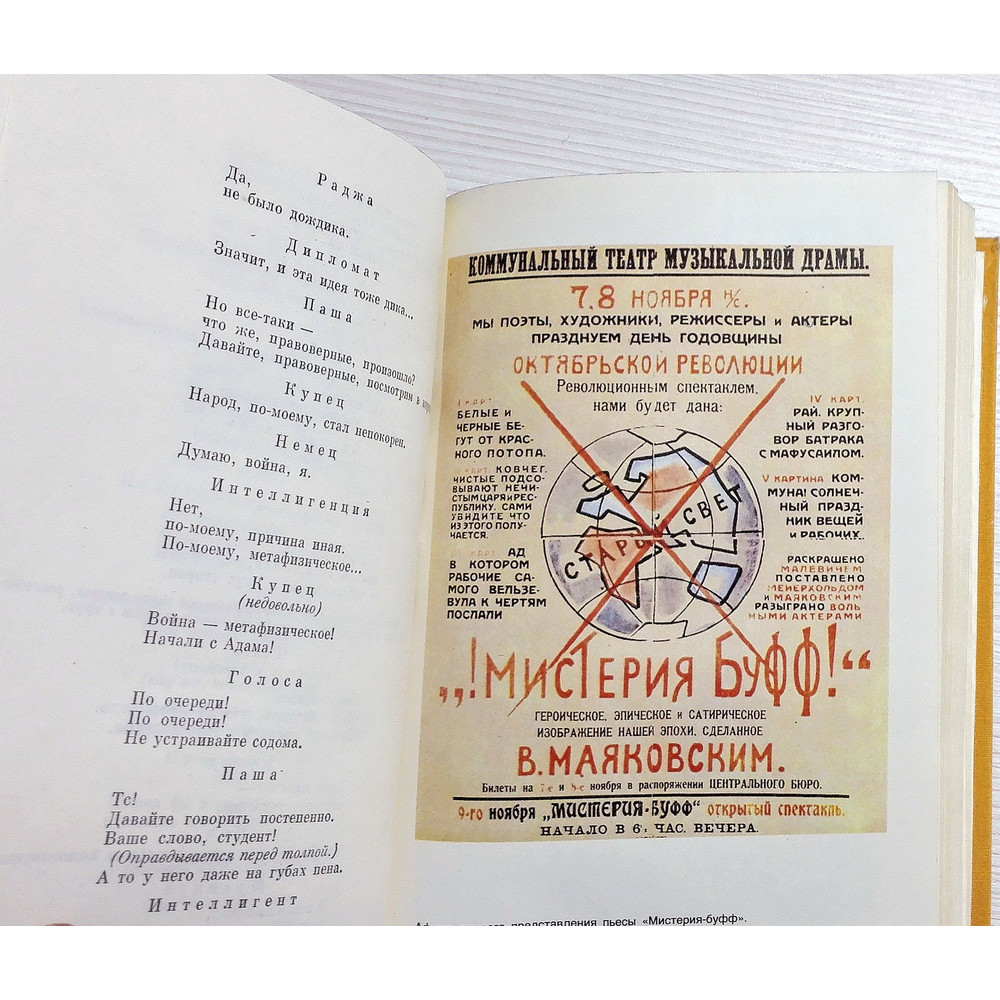 Раджа
Да,
не было дождика.
Дипломат
Значит, и эта идея тоже дика...
Паша
Но все-таки —
что же, правоверные, произошло?
Давайте, правоверные, посмотрим в
Купец
Народ, по-моему, стал непокорен.
Немец
Думаю, война, я.
Интеллигенция
Нет,
по-моему, причина иная.
По-моему, метафизическое...
Купец
(недовольно)
Война — метафизическое!
Начали с Адама!
Голоса
По очереди!
По очереди!
Не устраивайте содома.
Паша
Тс!
Давайте говорить постепенно.
Ваше слово, студент!
(Оправдывается перед толпой.)
А то у него даже на губах пена.
Интеллигент
КОММУНАЛЬНЫЙ ТЕАТР МУЗЫКАЛЬНОЙ ДРАМЫ.
7.8 НОЯБРЯ Н/С.
МЫ ПОЭТЫ, ХУДОЖНИКИ, РЕЖИССЕРЫ и АКТЕРЫ
ПРАЗДНУЕМ ДЕНЬ ГОДОВЩИНЫ
ОКТЯБРЬСКОЙ РЕВОЛЮЦИИ
Революционным спектаклем,
нами будет дана:
I КАРТ.
БЕЛЫЕ И
ЧЕРНЫЕ БЕ-
ГУТ ОТ КРАС-
НОГО ПОТОПА.
II КАРТ. КОВЧЕГ.
ЧИСТЫЕ ПОДСО-
ВЫВАЮТ НЕЧИ-
СТЫМ ЦАРЯ И РЕС-
ПУБЛИКУ. САМИ
УВИДИТЕ ЧТО
ИЗ ЭТОГО ПОЛУ-
ЧАЕТСЯ.
КАРТ. АД
В КОТОРОМ
РАБОЧИЕ СА-
МОГО ВЕЛЬЗЕ-
ВУЛА К ЧЕРТЯМ
ПОСЛАЛИ
IV КАРТ.
РАЙ. КРУП-
НЫЙ РАЗГО-
ВОР БАТРАКА
С МАФУСАИЛОМ.
V КАРТИНА КОМ-
МУНА! СОЛНЕЧ-
НЫЙ ПРАЗД-
НИК ВЕЩЕЙ
и РАБОЧИХ.
РАСКРАШЕНО
МАЛЕВИЧЕМ
ПОСТАВЛЕНО
МЕЙЕРХОЛЬДОМ
и МАЯКОВСКИМ
РАЗЫГРАНО ВОЛЬ
НЫМИ АКТЕРАМИ
СТАРЫЙ СВЕТ
„!МИСТЕРИЯ БУФФ!“
ГЕРОИЧЕСКОЕ, ЭПИЧЕСКОЕ и САТИРИЧЕСКОЕ
ИЗОБРАЖЕНИЕ НАШЕЙ ЭПОХИ, СДЕЛАННОЕ
В. МАЯКОВСКИМ.
Билеты на 7-е и 8-е ноября в распоряжении ЦЕНТРАЛЬНОГО БЮРО.
9-го ноября „МИСТЕРИЯ-БУФФ“ открытый спектакль.
НАЧАЛО В 6½ ЧАС. ВЕЧЕРА.
представления пьесы «Мистерия-буфф».